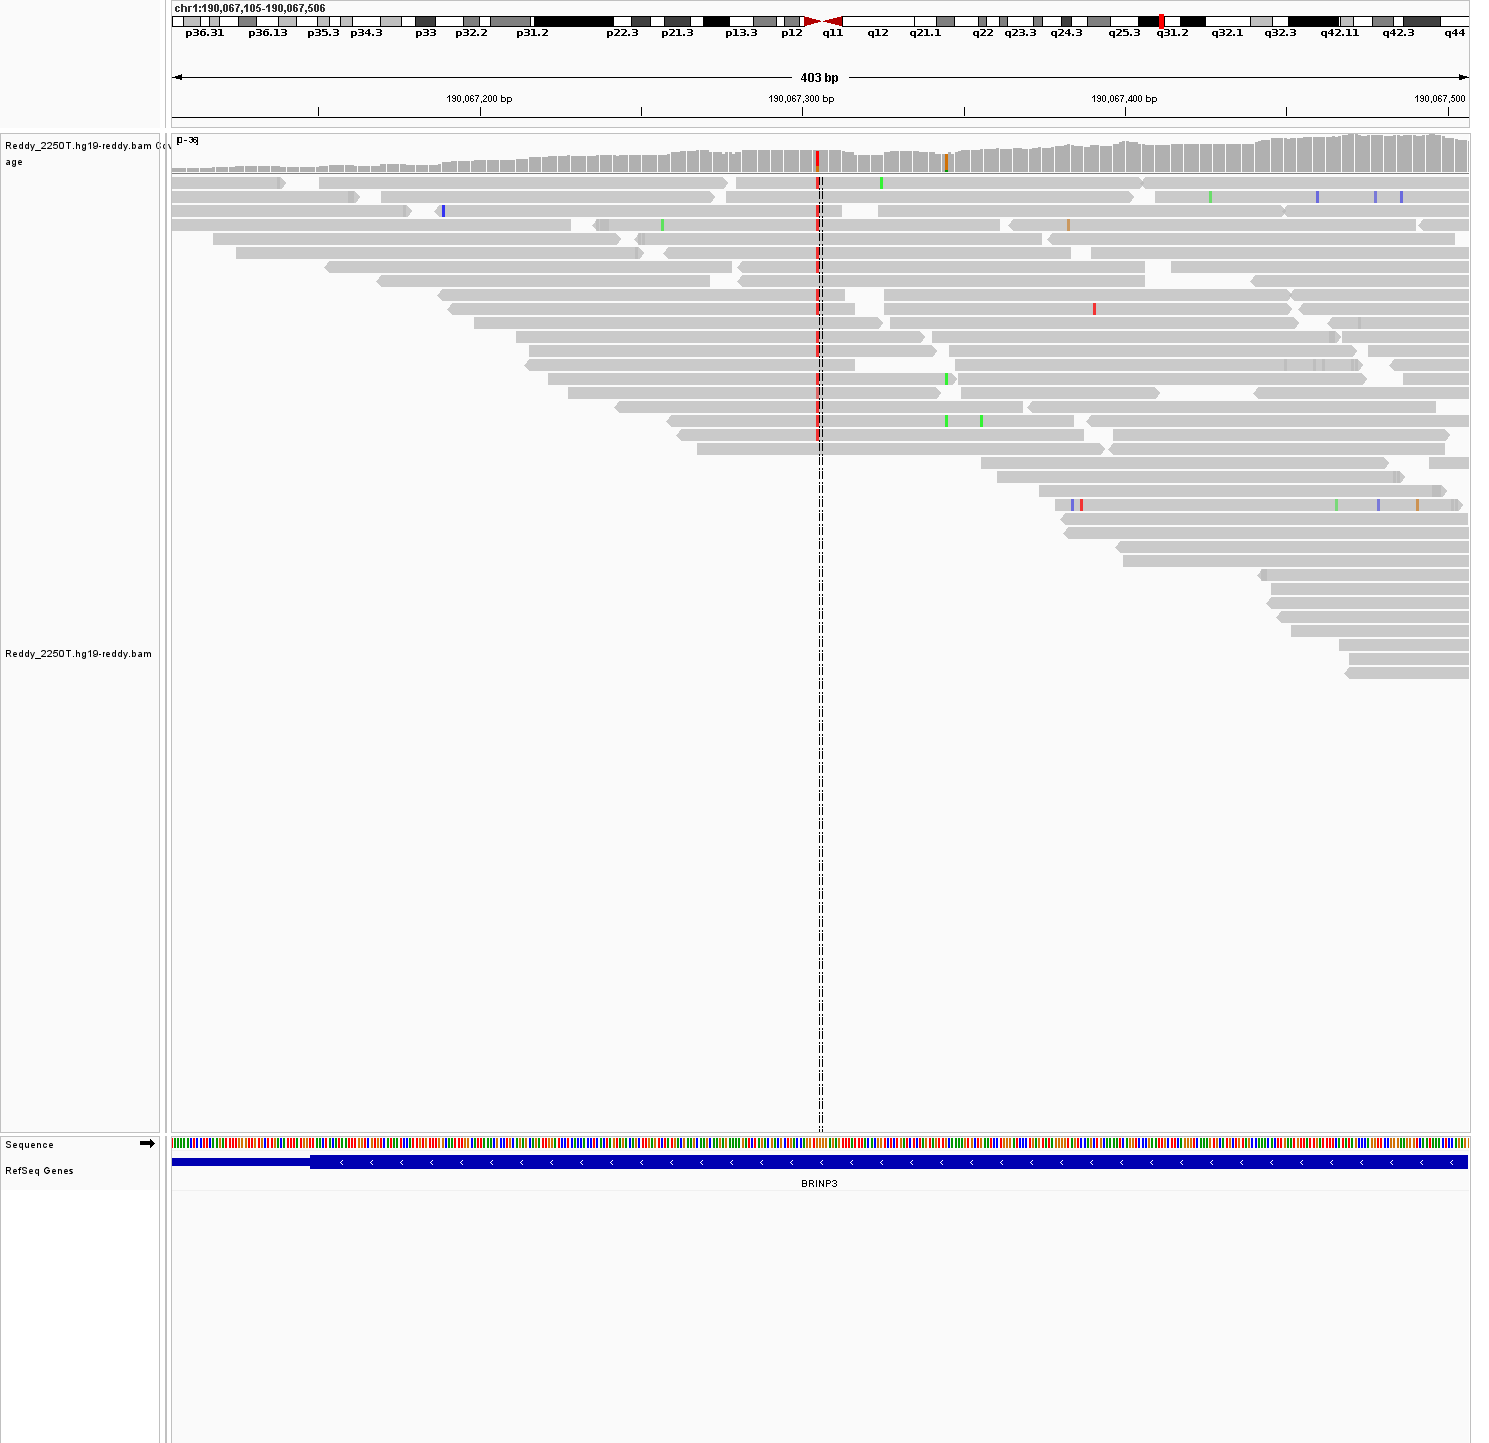 chr1:190,067,105-190,067,506
p36.31 p36.13 p35.3 p34.3 p33 p32.2 p31.2 p22.3 p21.3 p13.3 p12 q11 q12 q21.1 q22 q23.3 q24.3 q25.3 q31.2 q32.1 q32.3 q42.11 q42.3 q44
403 bp
190,067,200 bp 190,067,300 bp 190,067,400 bp 190,067,500
Reddy_2250T.hg19-reddy.bam Cov
age
[0-36]
Reddy_2250T.hg19-reddy.bam
Sequence
RefSeq Genes
BRINP3